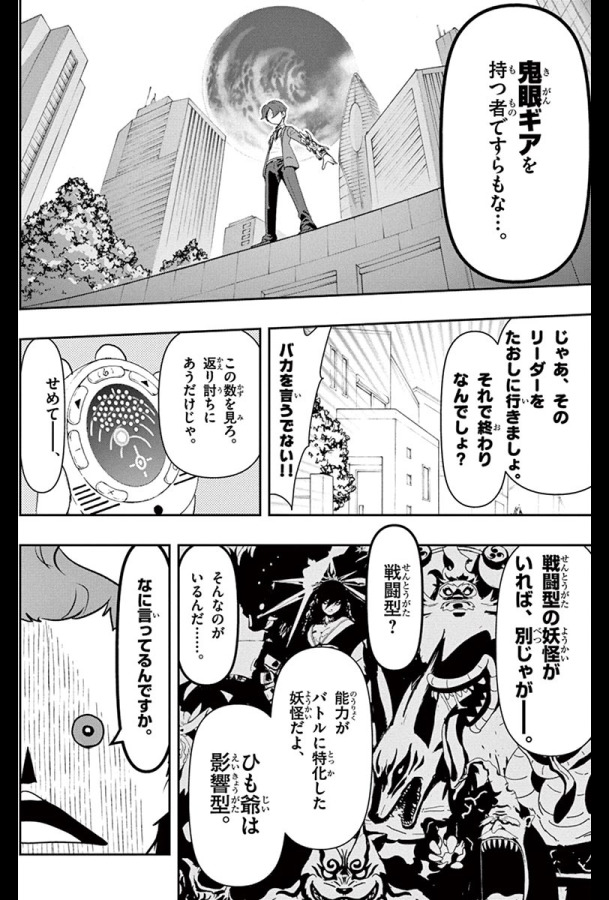 鬼眼ギアを
持つ者ですらもな…。
じゃあ、その
リーダーを
たおしに行きましょ。
それで終わり
なんでしょ?
バカを言うでない!!
この数を見ろ。
返り討ちに
あうだけじゃ。
せめて――、
戦闘型の妖怪が
いれば、別じゃが――。
戦闘型?
能力が
バトルに特化した
妖怪だよ、
ひも爺は
影響型。
そんなのが
いるんだ……。
なに言ってるんですか。